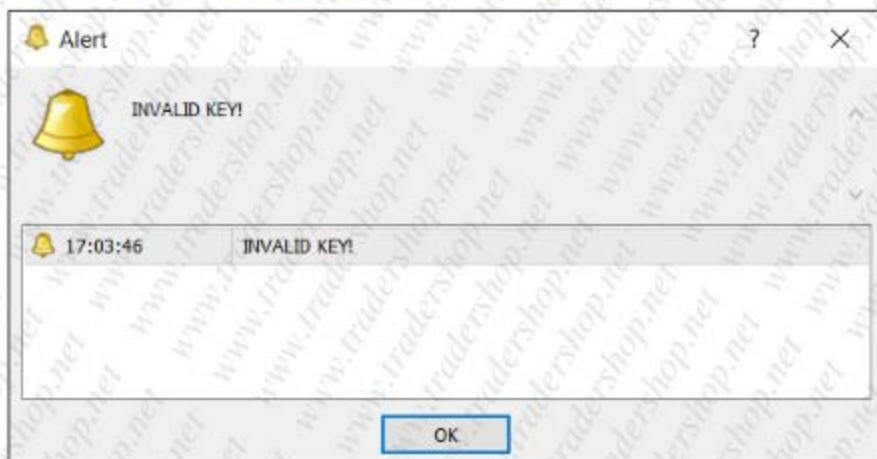 Alert
INVALID KEY!
17:03:46 INVALID KEY!
OK
www.tradershop.net